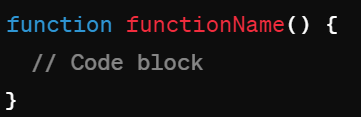 function functionName() {
  // Code block
}